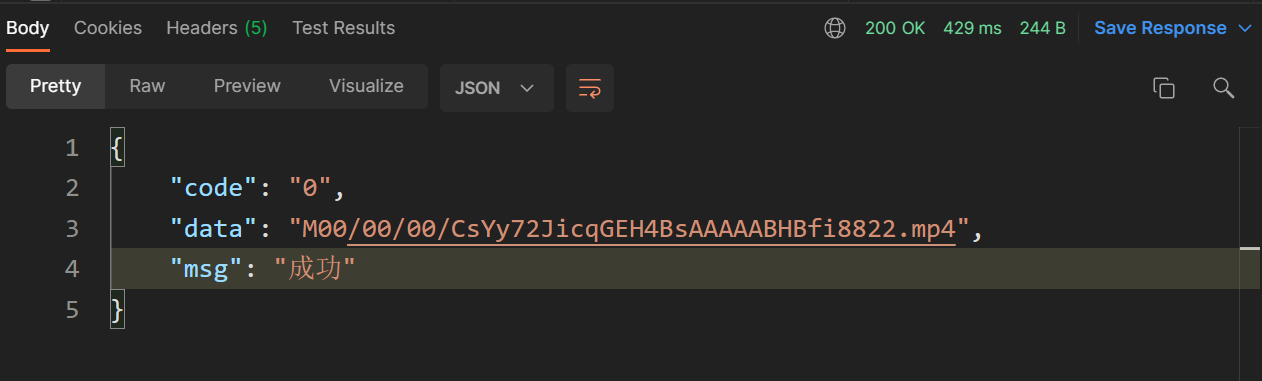 Body Cookies Headers (5) Test Results 200 OK 429 ms 244 B Save Response
Pretty Raw Preview Visualize JSON
1 {
2 "code": "0",
3 "data": "M00/00/00/CsYy72JicqGEH4BsAAAAABHBfi8822.mp4",
4 "msg": "成功"
5 }